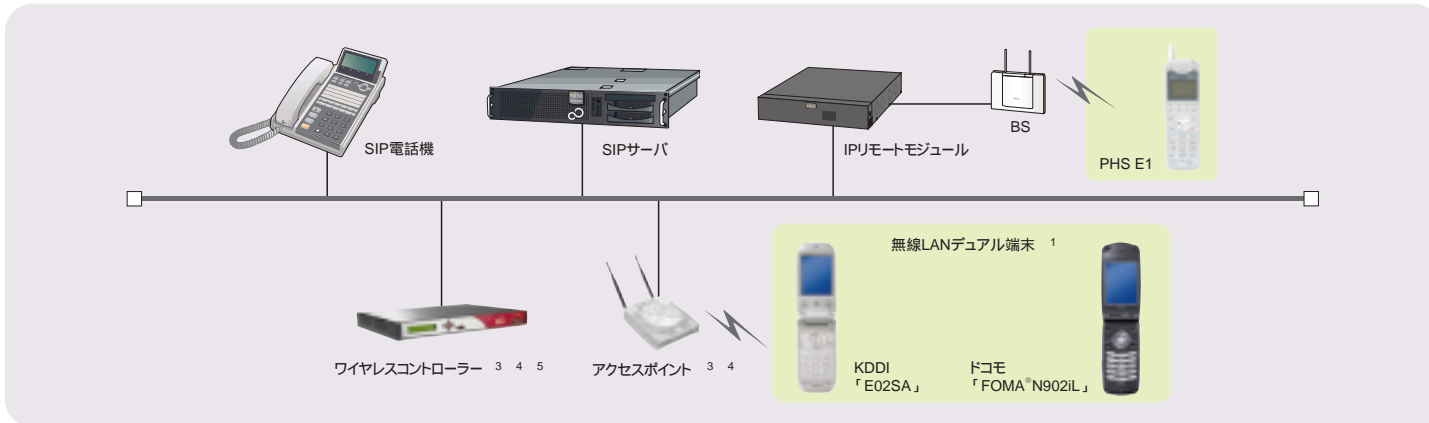 SIP電話機
SIPサーバ
IPリモートモジュール
BS
PHS E1
無線LANデュアル端末 1
ワイヤレスコントローラー 3 4 5
アクセスポイント 3 4
KDDI
「E02SA」
ドコモ
「FOMA®N902iL」